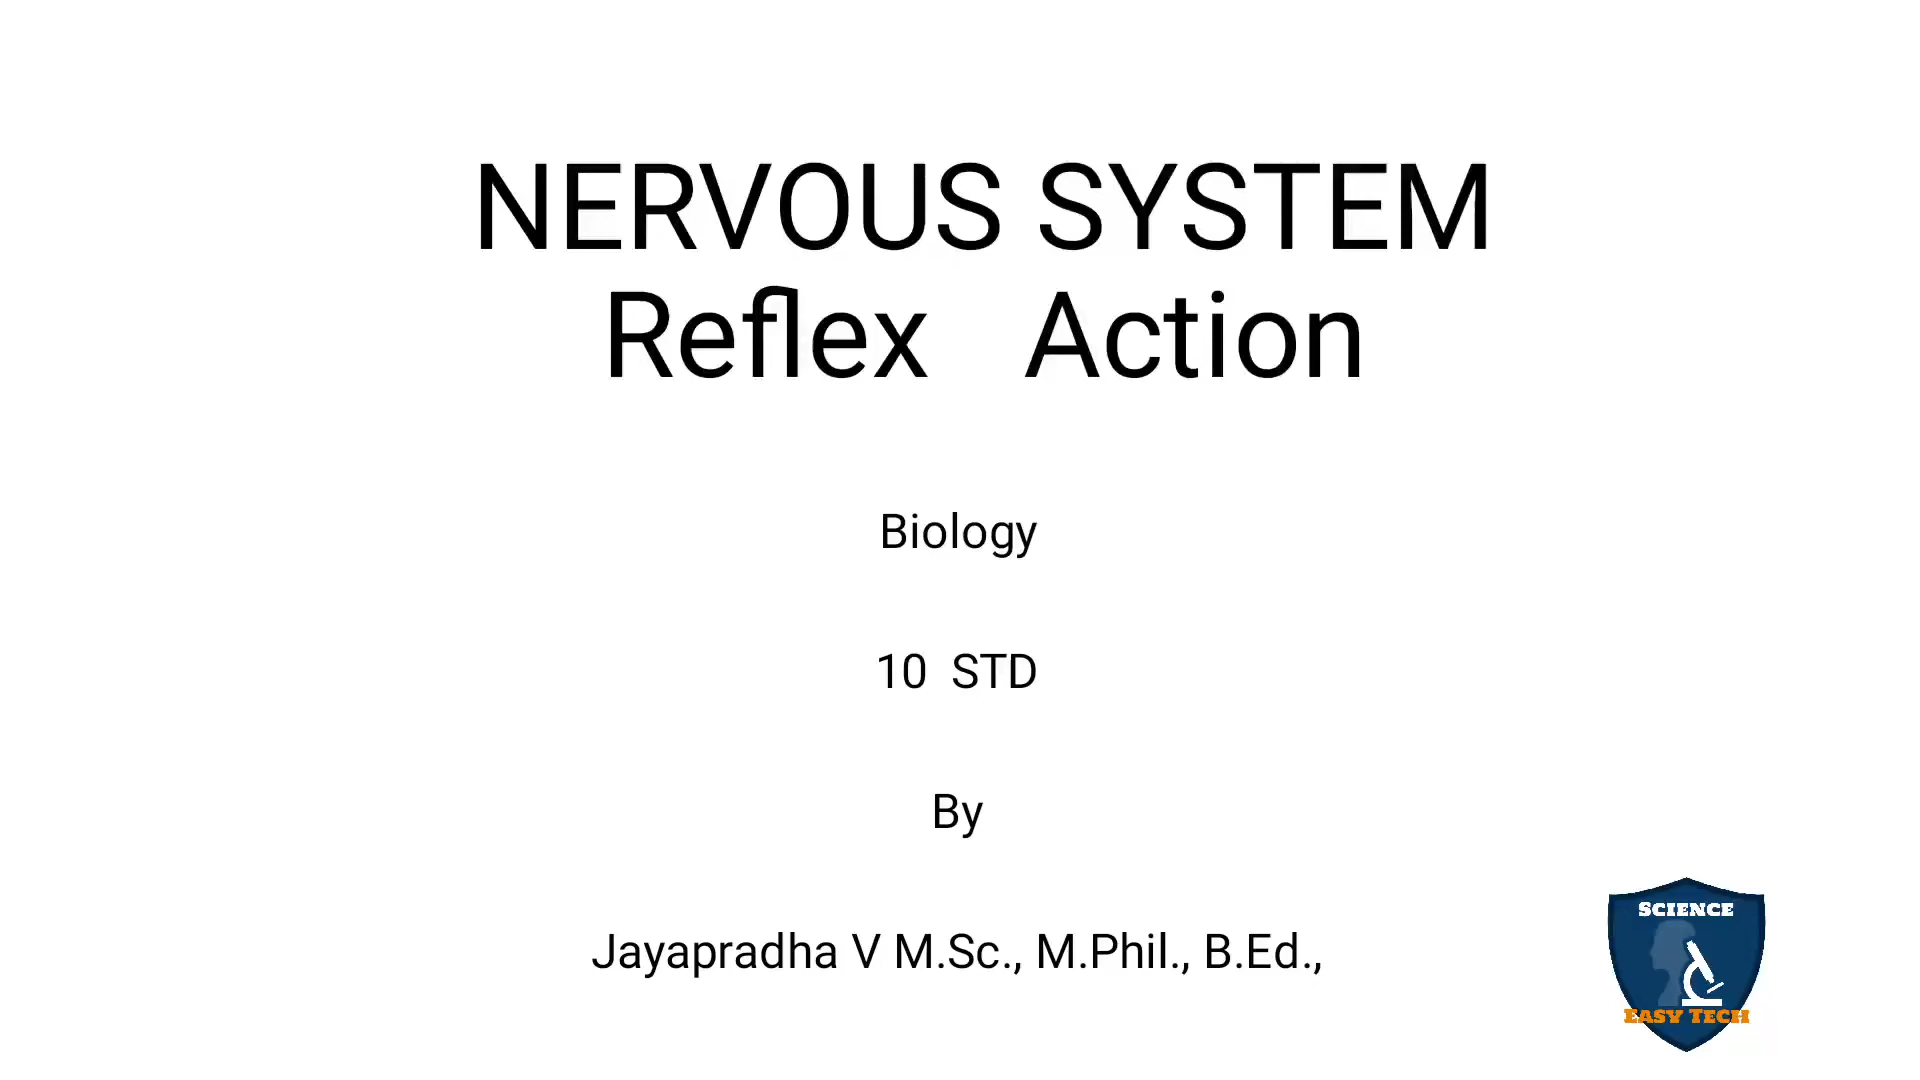 NERVOUS SYSTEM
Reflex Action
Biology
10 STD
By
Jayapradha V M.Sc., M.Phil., B.Ed.,
SCIENCE
EASY TECH